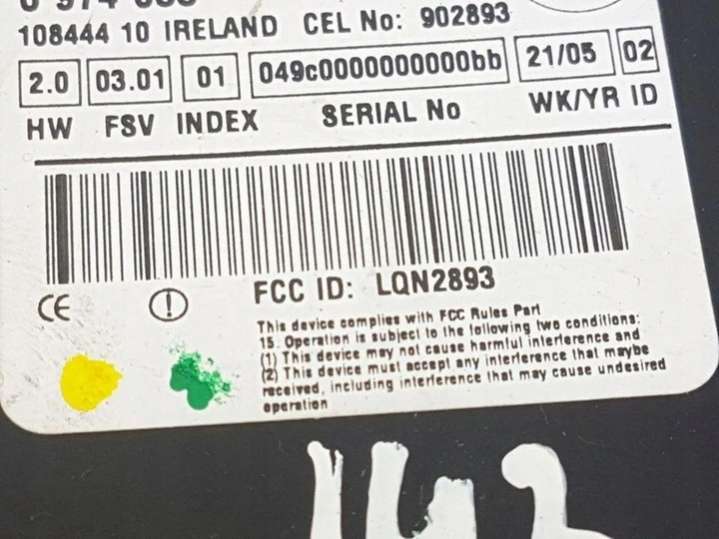 108444 10 IRELAND CEL No: 902893
2.0 03.01 01 049c0000000000bb 21/05 02
HW FSV INDEX SERIAL No WK/YR ID
CE
FCC ID: LQN2893
This device complies with FCC Rules Part
15. Operation is subject to the following two conditions:
(1) This device may not cause harmful interference and
(2) This device must accept any interference that maybe
received, including interference that may cause undesired
operation